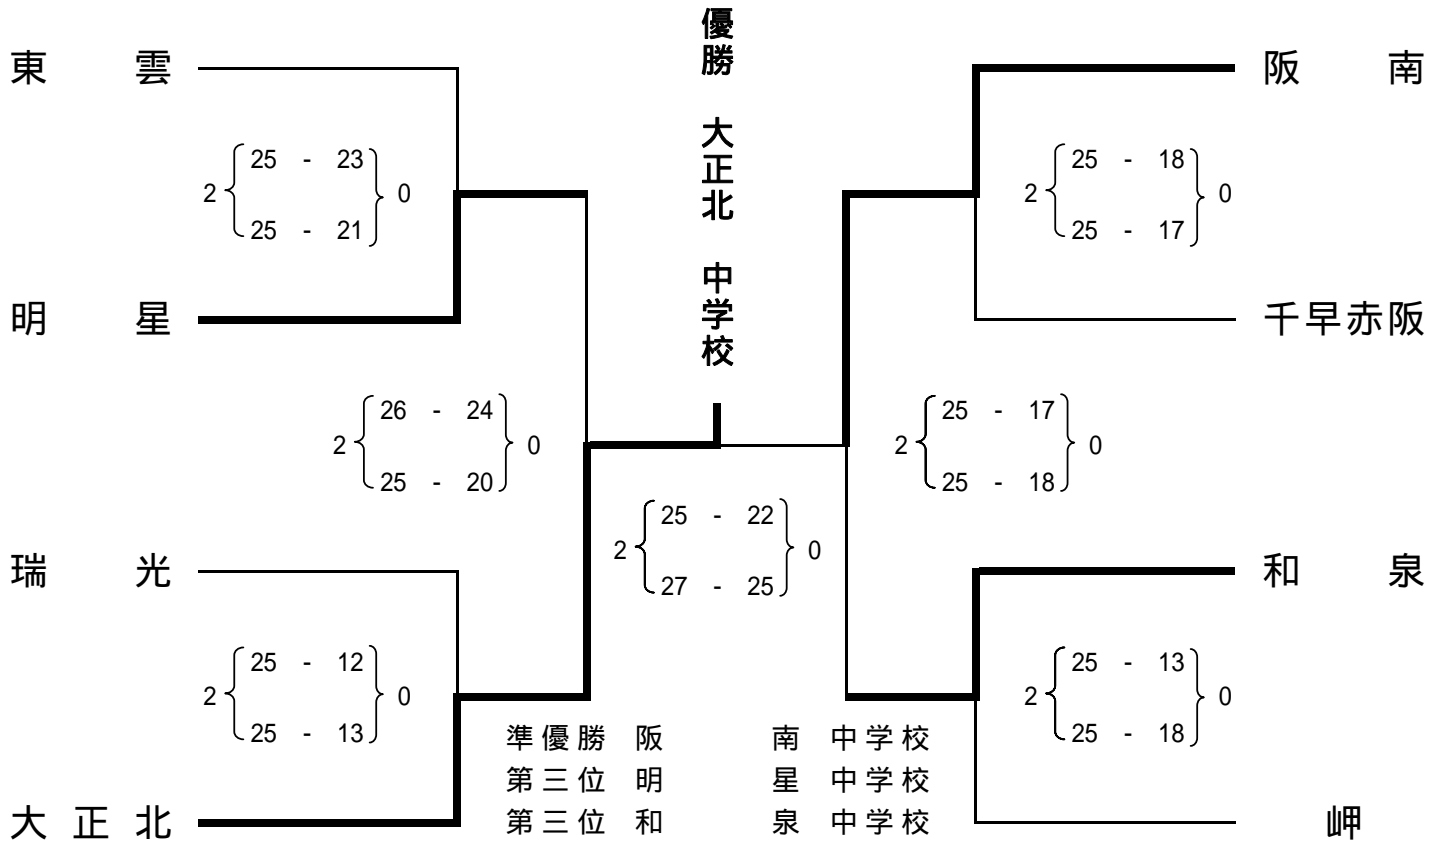 優勝 大正北 中学校
東雲
2 25 - 23 0
25 - 21
明星
26 - 24
2 0
25 - 20
瑞光
25 - 12
2 0
25 - 13
大正北
25 - 22
2 0
27 - 25
阪南
25 - 18
2 0
25 - 17
千早赤阪
25 - 17
2 0
25 - 18
和泉
25 - 13
2 0
25 - 18
岬
準優勝 阪南 中学校
第三位 明星 中学校
第三位 和泉 中学校